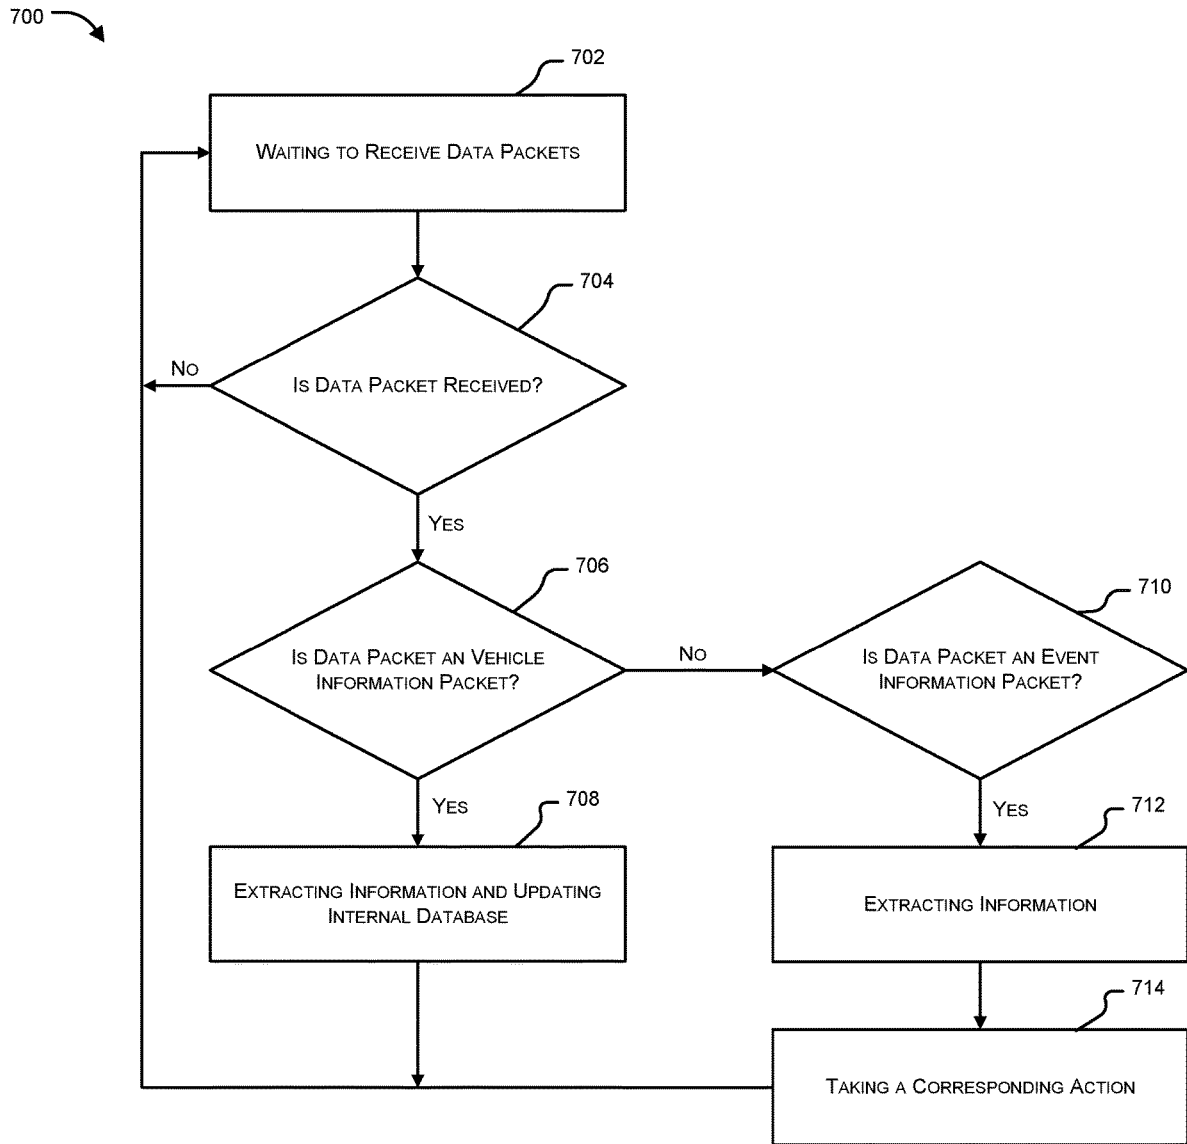 700
702
WAITING TO RECEIVE DATA PACKETS
704
NO
IS DATA PACKET RECEIVED?
YES
706
710
IS DATA PACKET AN VEHICLE
INFORMATION PACKET?
NO
IS DATA PACKET AN EVENT
INFORMATION PACKET?
YES
708
YES
712
EXTRACTING INFORMATION AND UPDATING
INTERNAL DATABASE
EXTRACTING INFORMATION
714
TAKING A CORRESPONDING ACTION